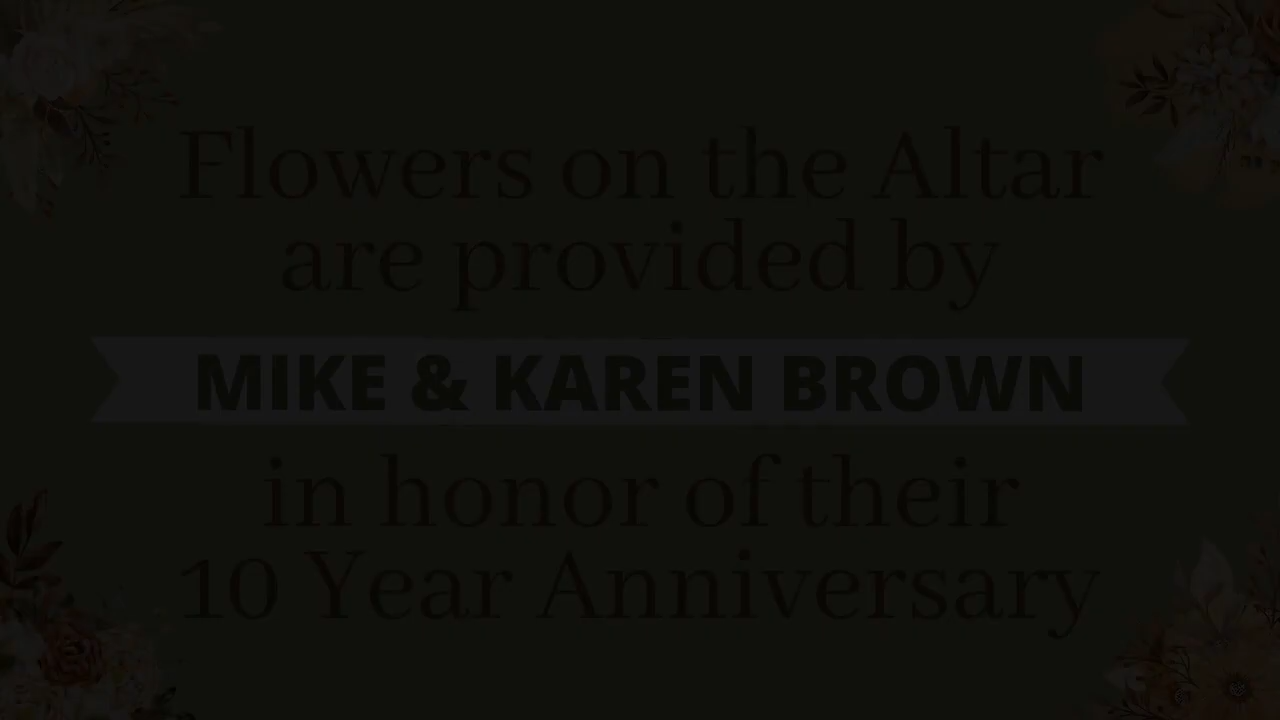 Flowers on the Altar
are provided by
MIKE & KAREN BROWN
in honor of their
10 Year Anniversary